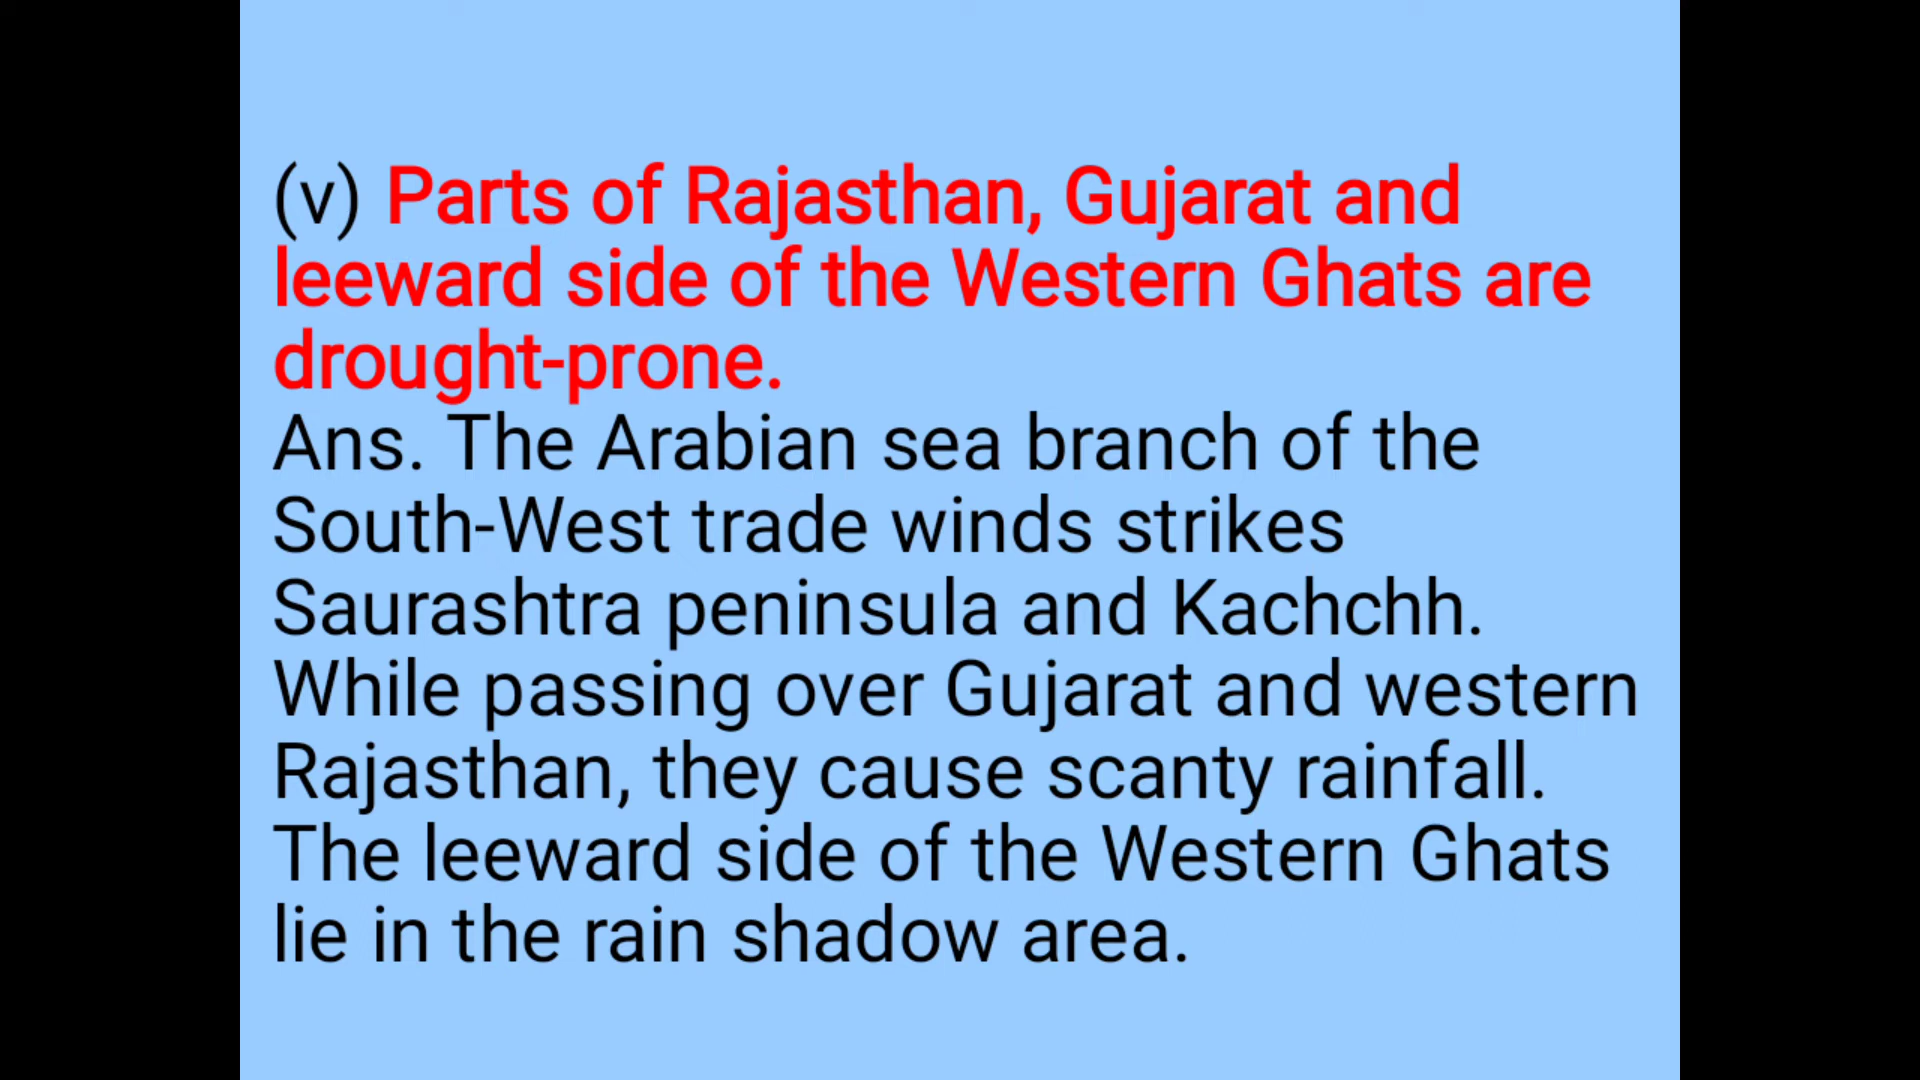 (v) Parts of Rajasthan, Gujarat and
leeward side of the Western Ghats are
drought-prone.
Ans. The Arabian sea branch of the
South-West trade winds strikes
Saurashtra peninsula and Kachchh.
While passing over Gujarat and western
Rajasthan, they cause scanty rainfall.
The leeward side of the Western Ghats
lie in the rain shadow area.